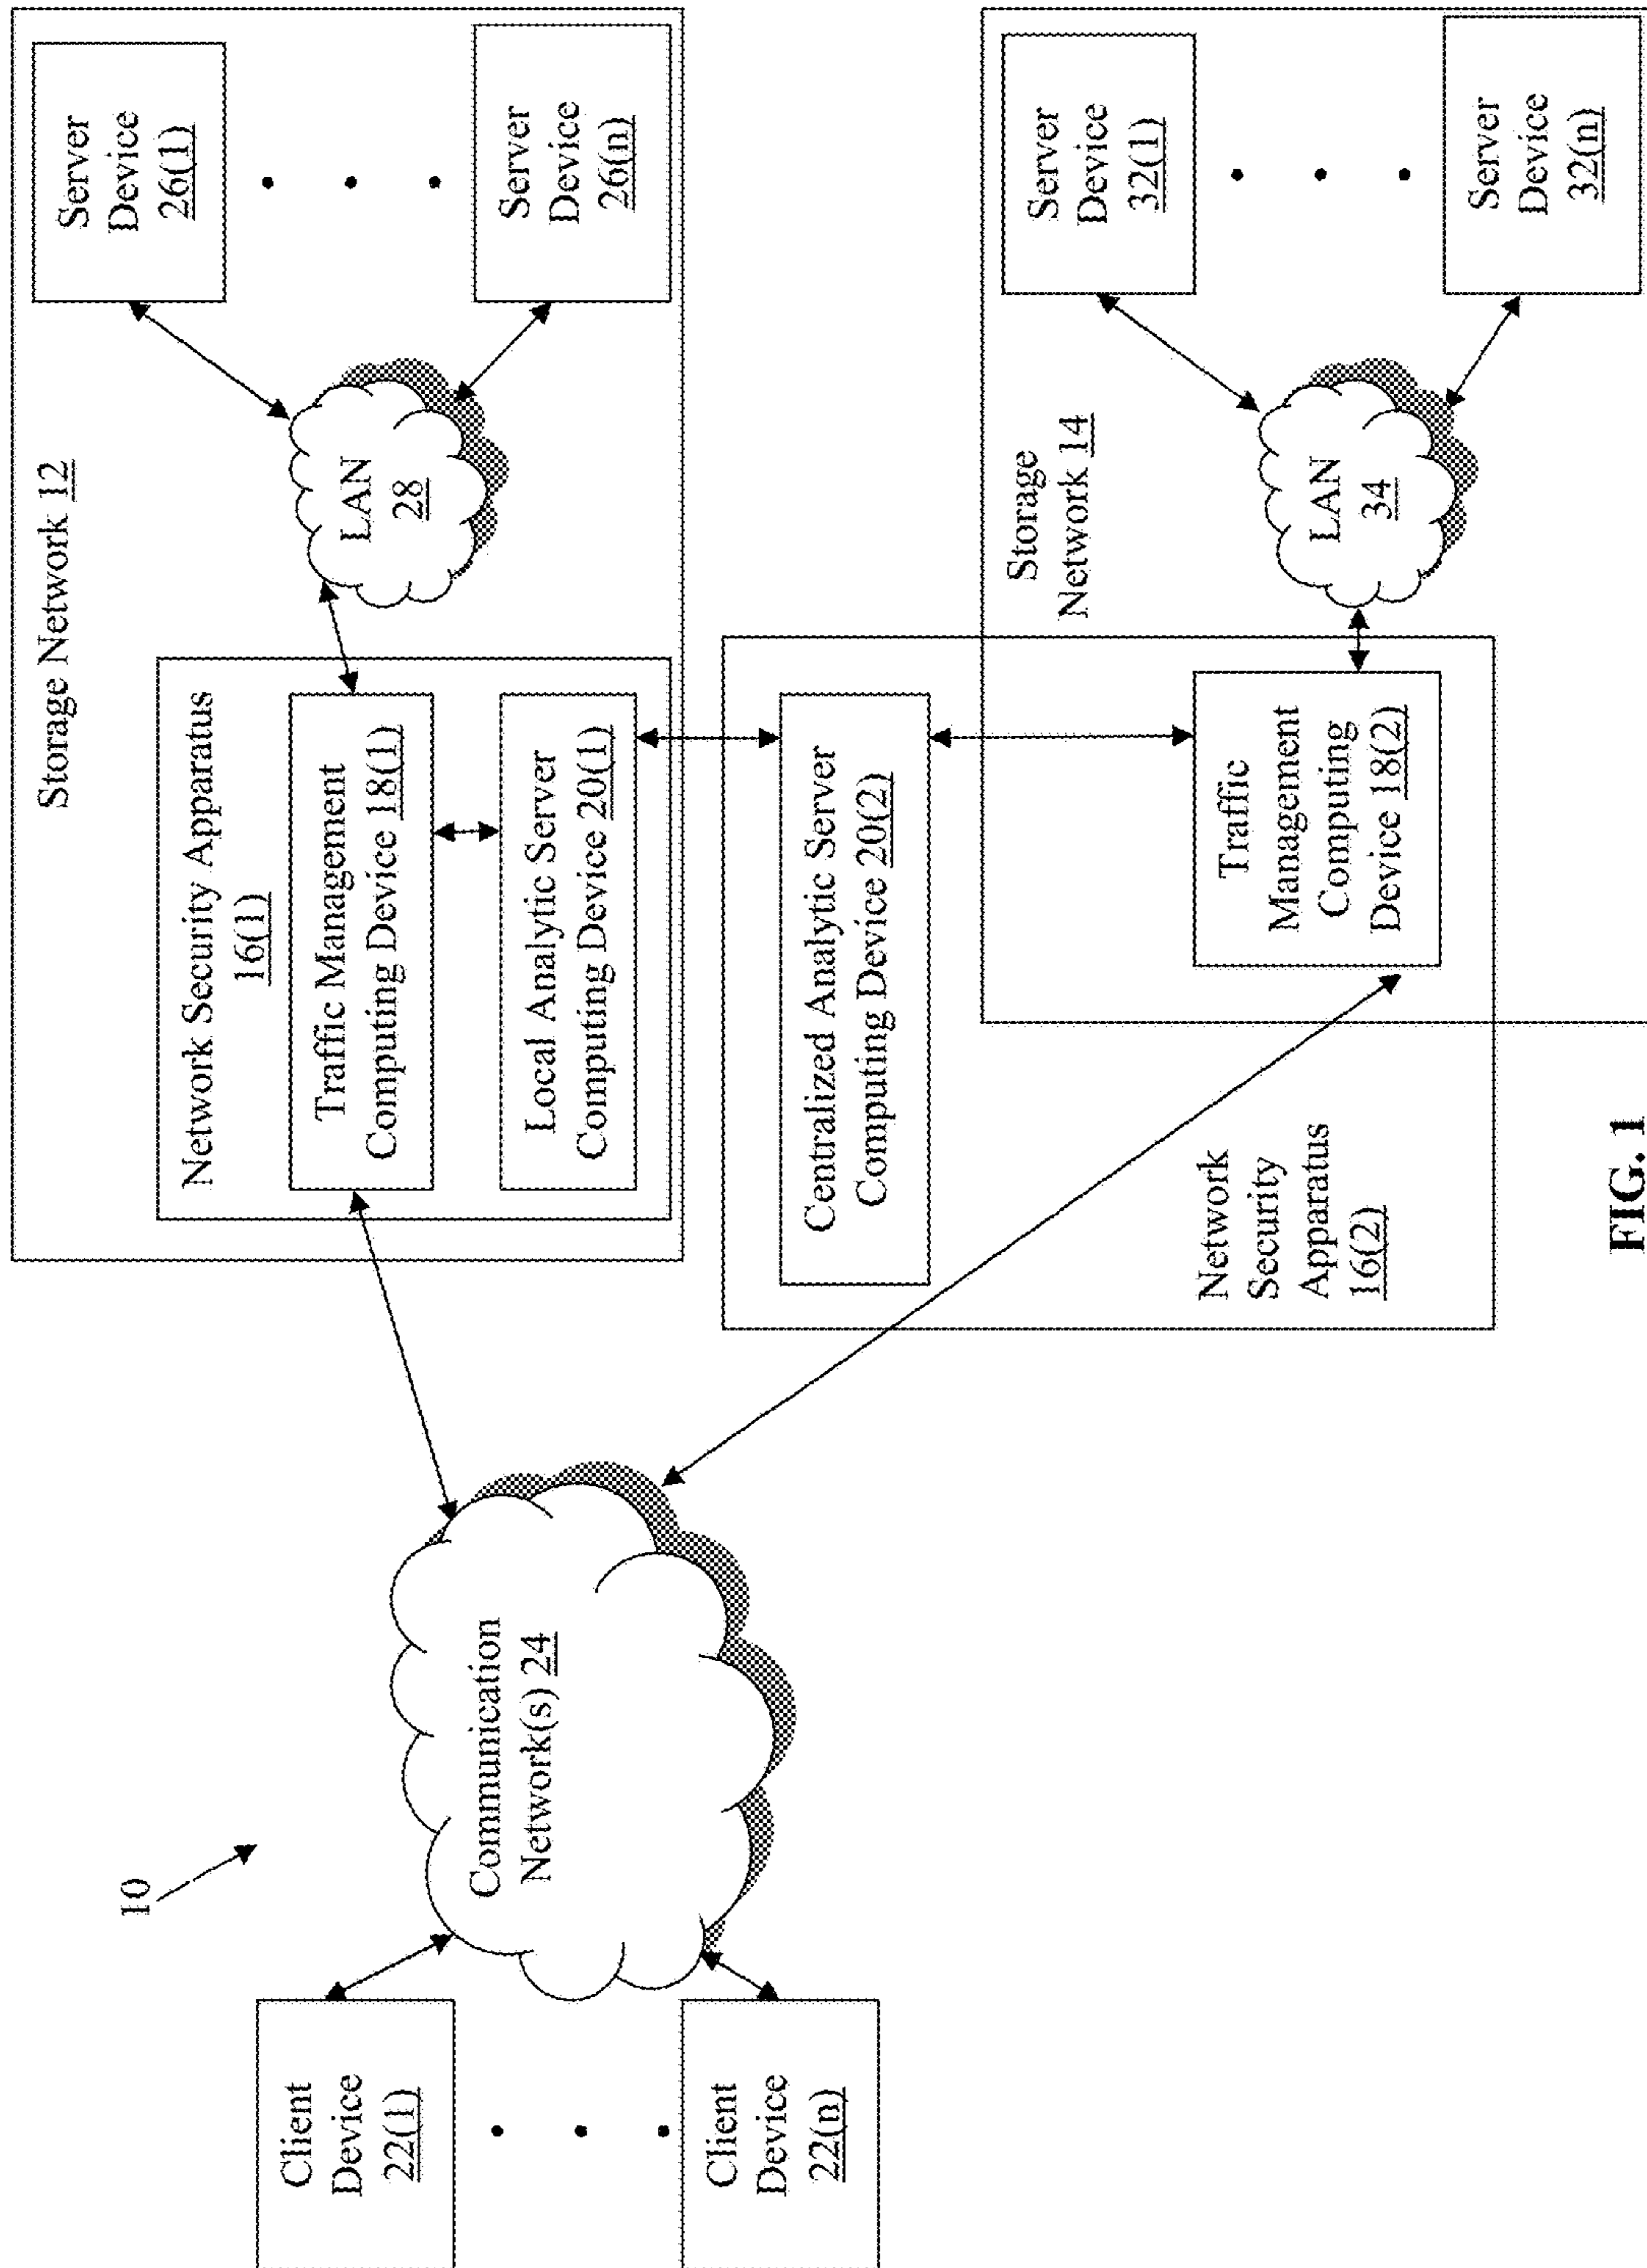 10
Client
Device
22(1)
Client
Device
22(n)
Communication
Network(s) 24
Storage Network 12
Network Security Apparatus
16(1)
Traffic Management
Computing Device 18(1)
Local Analytic Server
Computing Device 20(1)
LAN
28
Server
Device
26(1)
Server
Device
26(n)
Centralized Analytic Server
Computing Device 20(2)
Network
Security
Apparatus
16(2)
Storage
Network 14
Traffic
Management
Computing
Device 18(2)
LAN
34
Server
Device
32(1)
Server
Device
32(n)
FIG. 1